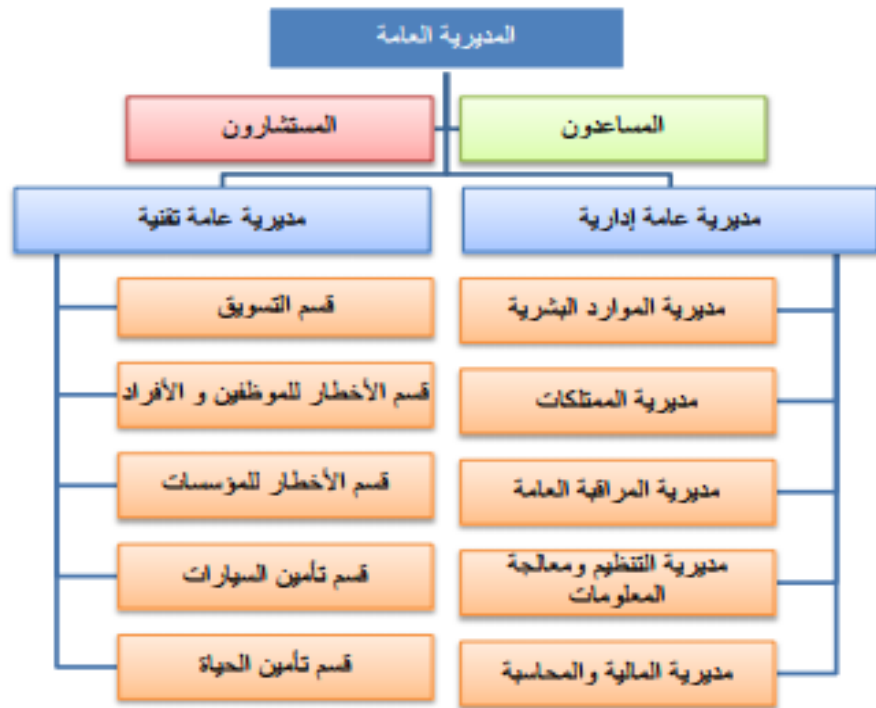 المديرية العامة
المساعدون
المستشارون
مديرية عامة إدارية
مديرية عامة تقنية
مديرية الموارد البشرية
مديرية الممتلكات
مديرية المراقبة العامة
مديرية التنظيم ومعالجة
المعلومات
مديرية المالية والمحاسبة
قسم التسويق
قسم الأخطار للموظفين و الأفراد
قسم الأخطار للمؤسسات
قسم تأمين السيارات
قسم تأمين الحياة